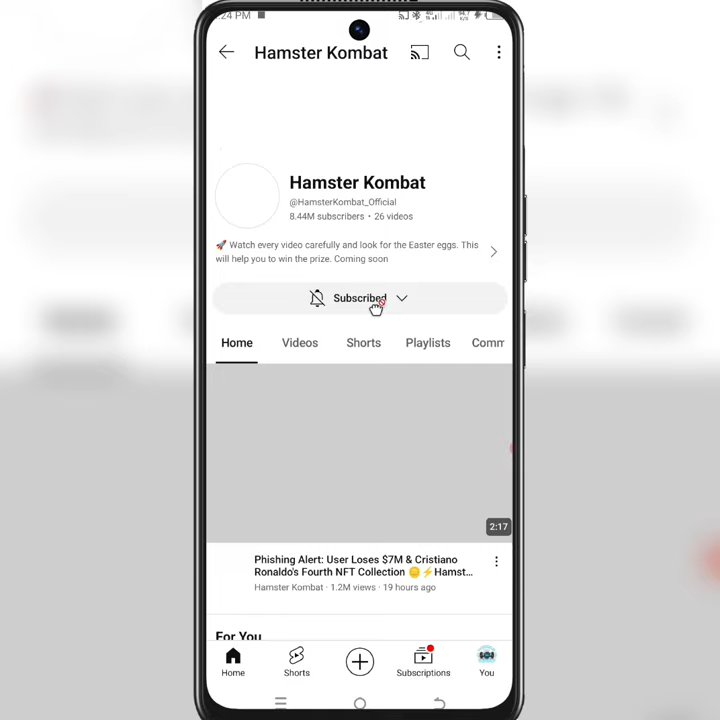 :24 PM
Hamster Kombat
Hamster Kombat
@HamsterKombat_Official
8.44M subscribers • 26 videos
🚀 Watch every video carefully and look for the Easter eggs. This
will help you to win the prize. Coming soon
Subscribed
Home Videos Shorts Playlists Comm
2:17
Phishing Alert: User Loses $7M & Cristiano
Ronaldo's Fourth NFT Collection 🪙⚡Hamst...
Hamster Kombat · 1.2M views · 19 hours ago
For You
Home Shorts Subscriptions You